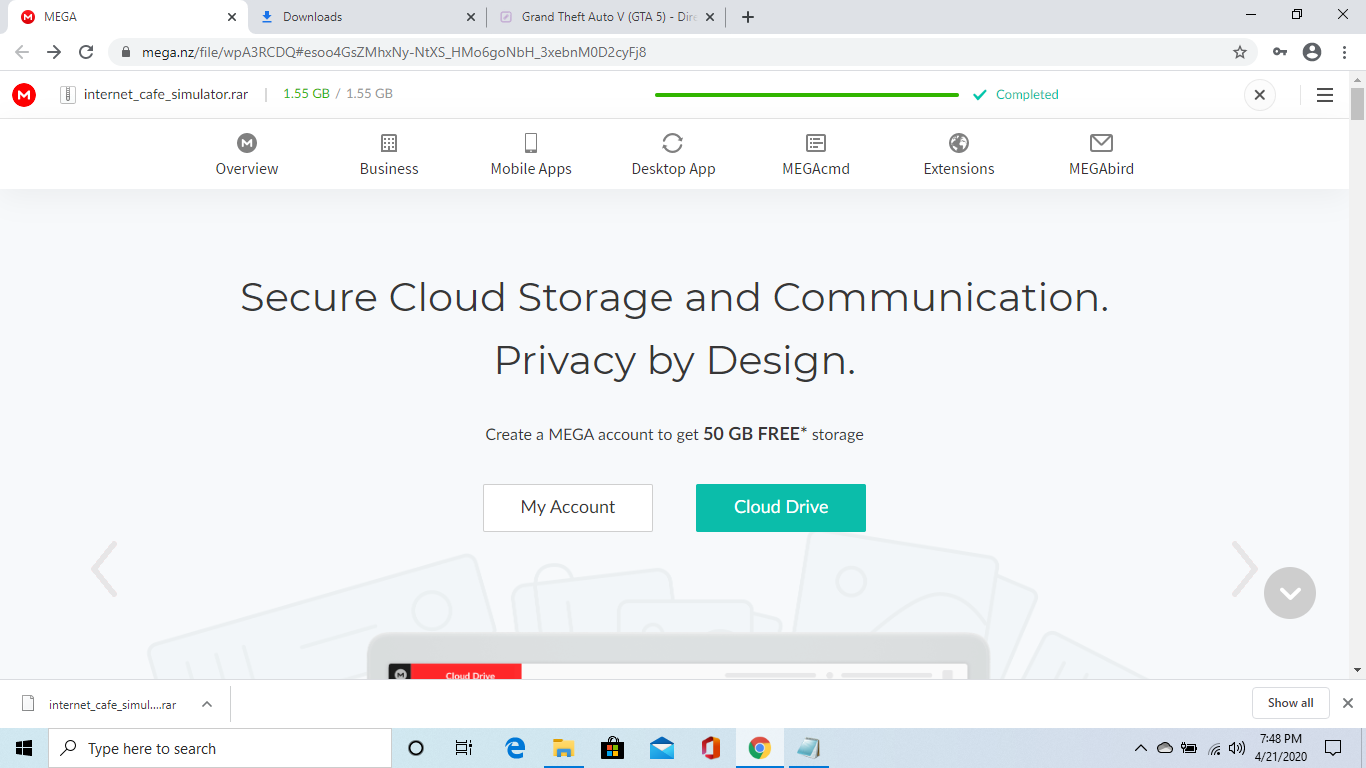 MEGA
Downloads
Grand Theft Auto V (GTA 5) - Dire
mega.nz/file/wpA3RCDQ#esoo4GsZMhxNy-NtXS_HMo6goNbH_3xebnM0D2cyFj8
M internet_cafe_simulator.rar | 1.55 GB / 1.55 GB Completed
Overview Business Mobile Apps Desktop App MEGAcmd Extensions MEGAbird
Secure Cloud Storage and Communication.
Privacy by Design.
Create a MEGA account to get 50 GB FREE* storage
My Account Cloud Drive
Cloud Drive
internet_cafe_simul....rar Show all
Type here to search
7:48 PM
4/21/2020